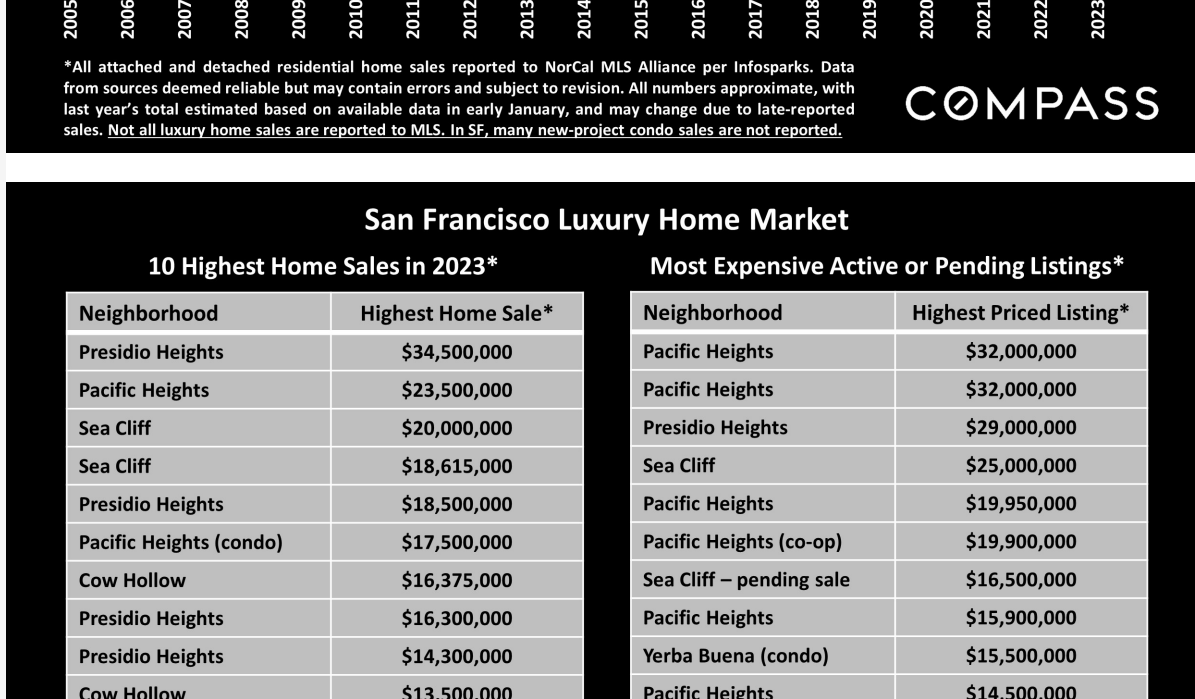 2005 2006 2007 2008 2009 2010 2011 2012 2013 2014 2015 2016 2017 2018 2019 2020 2021 2022 2023
*All attached and detached residential home sales reported to NorCal MLS Alliance per Infosparks. Data
from sources deemed reliable but may contain errors and subject to revision. All numbers approximate, with
last year’s total estimated based on available data in early January, and may change due to late-reported
sales. Not all luxury home sales are reported to MLS. In SF, many new-project condo sales are not reported.
COMPASS
San Francisco Luxury Home Market
10 Highest Home Sales in 2023*
Neighborhood Highest Home Sale*
Presidio Heights $34,500,000
Pacific Heights $23,500,000
Sea Cliff $20,000,000
Sea Cliff $18,615,000
Presidio Heights $18,500,000
Pacific Heights (condo) $17,500,000
Cow Hollow $16,375,000
Presidio Heights $16,300,000
Presidio Heights $14,300,000
Cow Hollow $13,500,000
Most Expensive Active or Pending Listings*
Neighborhood Highest Priced Listing*
Pacific Heights $32,000,000
Pacific Heights $32,000,000
Presidio Heights $29,000,000
Sea Cliff $25,000,000
Pacific Heights $19,950,000
Pacific Heights (co-op) $19,900,000
Sea Cliff – pending sale $16,500,000
Pacific Heights $15,900,000
Yerba Buena (condo) $15,500,000
Pacific Heights $14,500,000